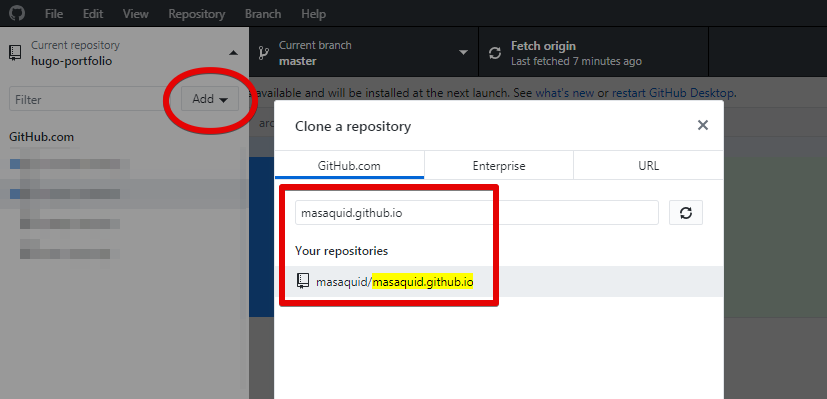 File Edit View Repository Branch Help
Current repository
hugo-portfolio
Current branch
master
Fetch origin
Last fetched 7 minutes ago
Filter
Add
available and will be installed at the next launch. See what's new or restart GitHub Desktop.
GitHub.com
Clone a repository
GitHub.com Enterprise URL
masaquid.github.io
Your repositories
masaquid/masaquid.github.io